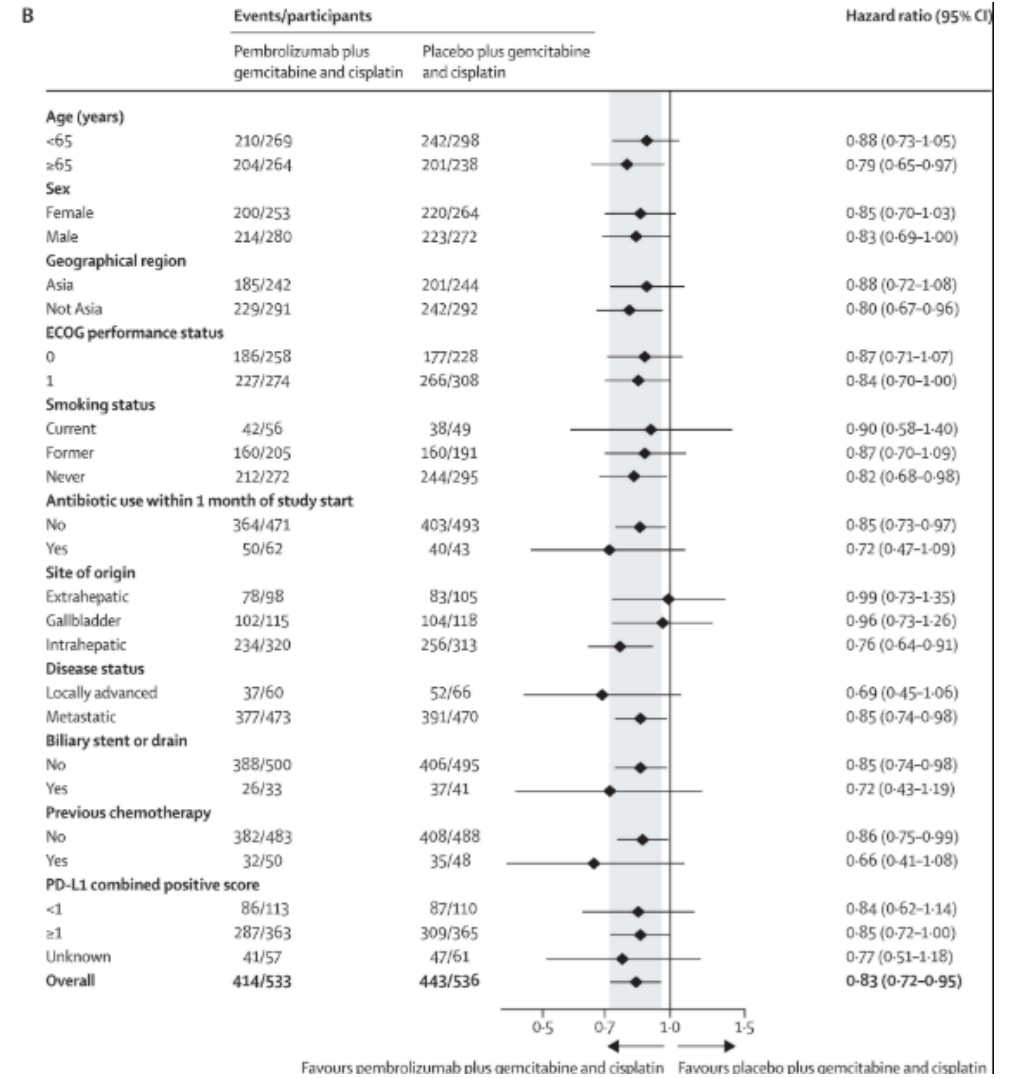 B
Events/participants Hazard ratio (95% CI)
Pembrolizumab plus gemcitabine and cisplatin Placebo plus gemcitabine and cisplatin
Age (years)
<65 210/269 242/298 0·88 (0·73–1·05)
≥65 204/264 201/238 0·79 (0·65–0·97)
Sex
Female 200/253 220/264 0·85 (0·70–1·03)
Male 214/280 223/272 0·83 (0·69–1·00)
Geographical region
Asia 185/242 201/244 0·88 (0·72–1·08)
Not Asia 229/291 242/292 0·80 (0·67–0·96)
ECOG performance status
0 186/258 177/228 0·87 (0·71–1·07)
1 227/274 266/308 0·84 (0·70–1·00)
Smoking status
Current 42/56 38/49 0·90 (0·58–1·40)
Former 160/205 160/191 0·87 (0·70–1·09)
Never 212/272 244/295 0·82 (0·68–0·98)
Antibiotic use within 1 month of study start
No 364/471 403/493 0·85 (0·73–0·97)
Yes 50/62 40/43 0·72 (0·47–1·09)
Site of origin
Extrahepatic 78/98 83/105 0·99 (0·73–1·35)
Gallbladder 102/115 104/118 0·96 (0·73–1·26)
Intrahepatic 234/320 256/313 0·76 (0·64–0·91)
Disease status
Locally advanced 37/60 52/66 0·69 (0·45–1·06)
Metastatic 377/473 391/470 0·85 (0·74–0·98)
Biliary stent or drain
No 388/500 406/495 0·85 (0·74–0·98)
Yes 26/33 37/41 0·72 (0·43–1·19)
Previous chemotherapy
No 382/483 408/488 0·86 (0·75–0·99)
Yes 32/50 35/48 0·66 (0·41–1·08)
PD-L1 combined positive score
<1 86/113 87/110 0·84 (0·62–1·14)
≥1 287/363 309/365 0·85 (0·72–1·00)
Unknown 41/57 47/61 0·77 (0·51–1·18)
Overall 414/533 443/536 0·83 (0·72–0·95)
0·5 0·7 1·0 1·5
Favours pembrolizumab plus gemcitabine and cisplatin Favours placebo plus gemcitabine and cisplatin